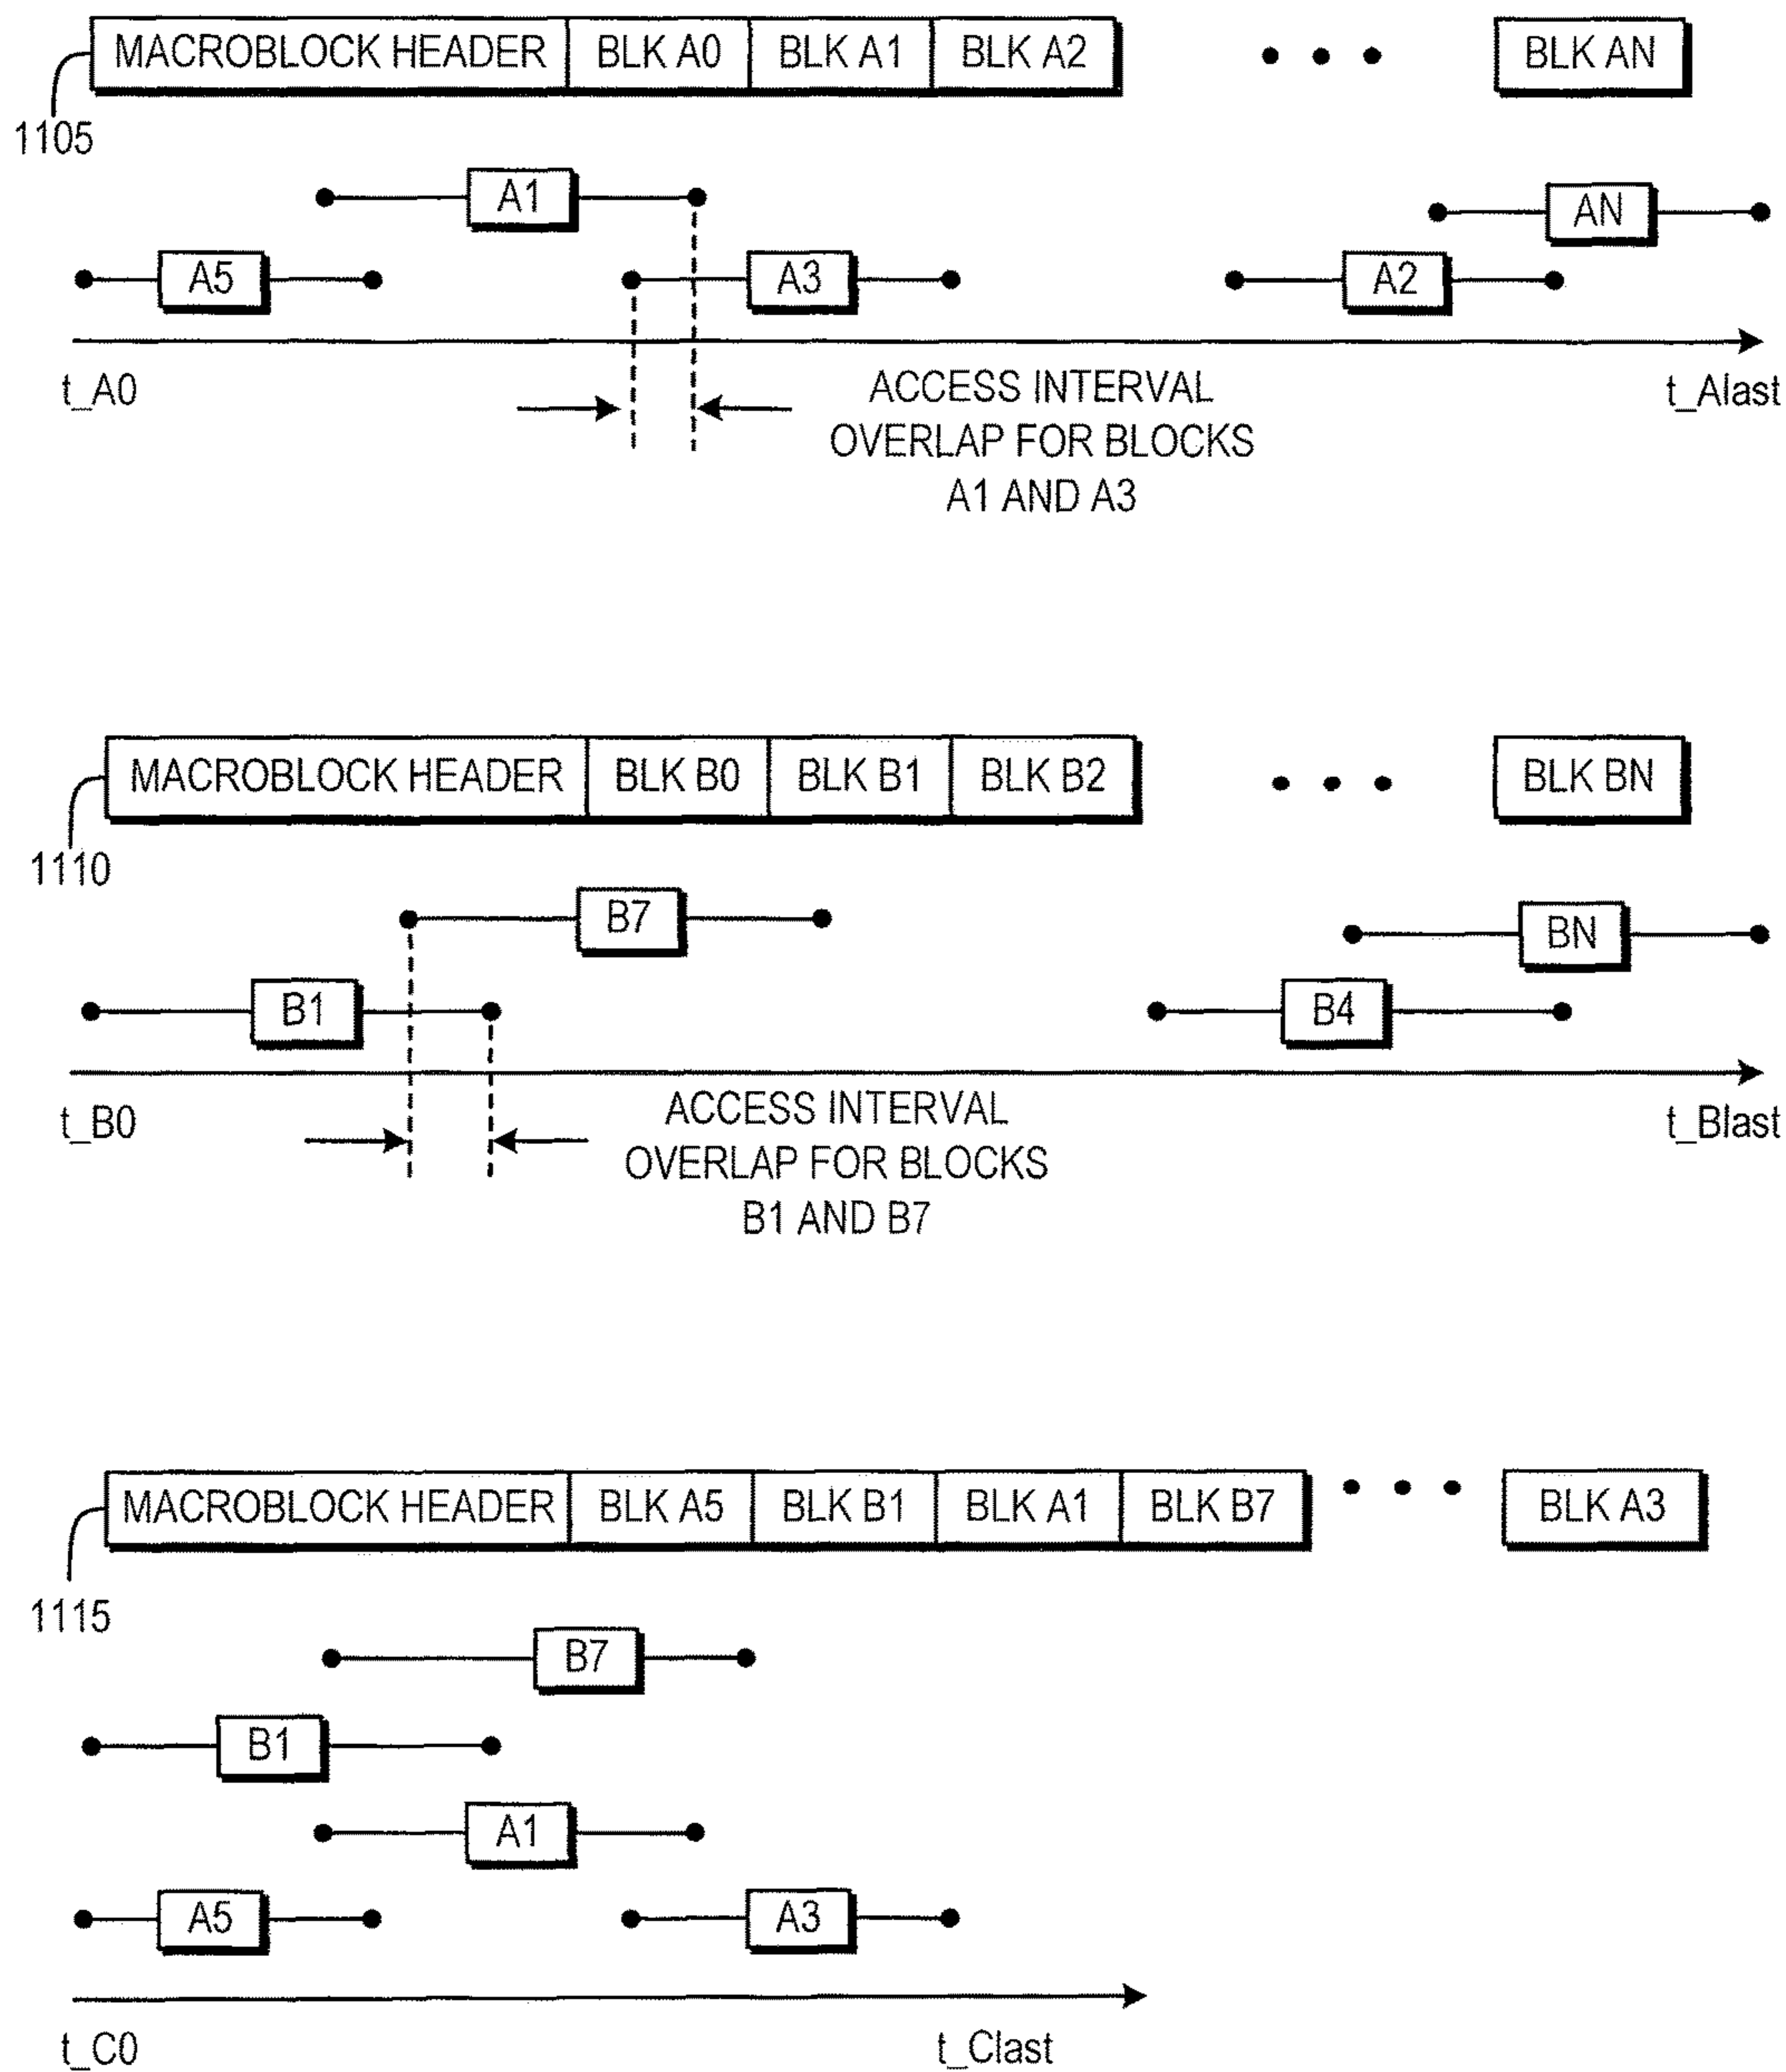 MACROBLOCK HEADER BLK A0 BLK A1 BLK A2 BLK AN
1105
A1
AN
A5
A3
A2
t_A0
t_Alast
ACCESS INTERVAL
OVERLAP FOR BLOCKS
A1 AND A3
MACROBLOCK HEADER BLK B0 BLK B1 BLK B2 BLK BN
1110
B7
BN
B1
B4
t_B0
t_Blast
ACCESS INTERVAL
OVERLAP FOR BLOCKS
B1 AND B7
MACROBLOCK HEADER BLK A5 BLK B1 BLK A1 BLK B7 BLK A3
1115
B7
B1
A1
A5
A3
t_C0
t_Clast